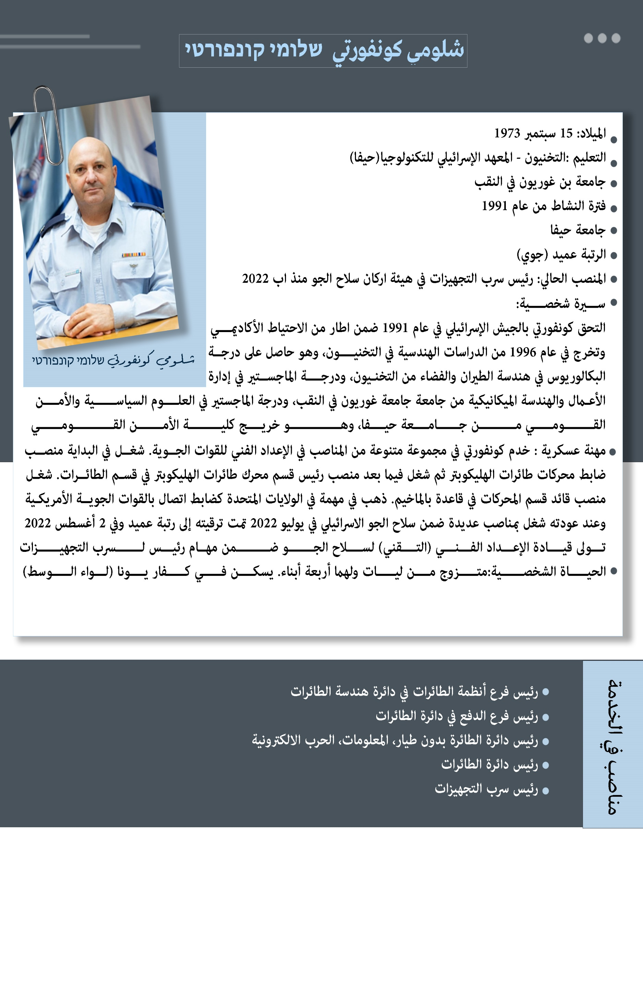 شلومي كونفورتي שלומי קונפורטי
الميلاد: 15 سبتمبر 1973
التعليم :التخنيون - المعهد الإسرائيلي للتكنولوجيا(حيفا)
جامعة بن غوريون في النقب
فترة النشاط من عام 1991
جامعة حيفا
الرتبة عميد (جوي)
المنصب الحالي: رئيس سرب التجهيزات في هيئة اركان سلاح الجو منذ اب 2022
سيرة شخصية:
التحق كونفورتي بالجيش الإسرائيلي في عام 1991 ضمن اطار من الاحتياط الأكاديمي
وتخرج في عام 1996 من الدراسات الهندسية في التخنيون، وهو حاصل على درجة
البكالوريوس في هندسة الطيران والفضاء من التخنيون، ودرجة الماجستير في إدارة
الأعمال والهندسة الميكانيكية من جامعة جامعة غوريون في النقب، ودرجة الماجستير في العلوم السياسية والأمن
القومي من جامعة حيفا، وهو خريج كلية الأمن القومي
مهنة عسكرية : خدم كونفورتي في مجموعة متنوعة من المناصب في الإعداد الفني للقوات الجوية. شغل في البداية منصب
ضابط محركات طائرات الهليكوبتر ثم شغل فيما بعد منصب رئيس قسم محرك طائرات الهليكوبتر في قسم الطائرات. شغل
منصب قائد قسم المحركات في قاعدة بالماخيم. ذهب في مهمة في الولايات المتحدة كضابط اتصال بالقوات الجوية الأمريكية
وعند عودته شغل بمناصب عديدة ضمن سلاح الجو الاسرائيلي في يوليو 2022 تمت ترقيته إلى رتبة عميد وفي 2 أغسطس 2022
تولى قيادة الإعداد الفني (التقني) لسلاح الجو ضمن مهام رئيس لسرب التجهيزات
الحياة الشخصية:متزوج من ليات ولهما أربعة أبناء. يسكن في كفار يونا (لواء الوسط)
شلومي كونفورتي שלומי קונפורטי
مناصب في الخدمة
رئيس فرع أنظمة الطائرات في دائرة هندسة الطائرات
رئيس فرع الدفع في دائرة الطائرات
رئيس دائرة الطائرة بدون طيار، المعلومات، الحرب الالكترونية
رئيس دائرة الطائرات
رئيس سرب التجهيزات